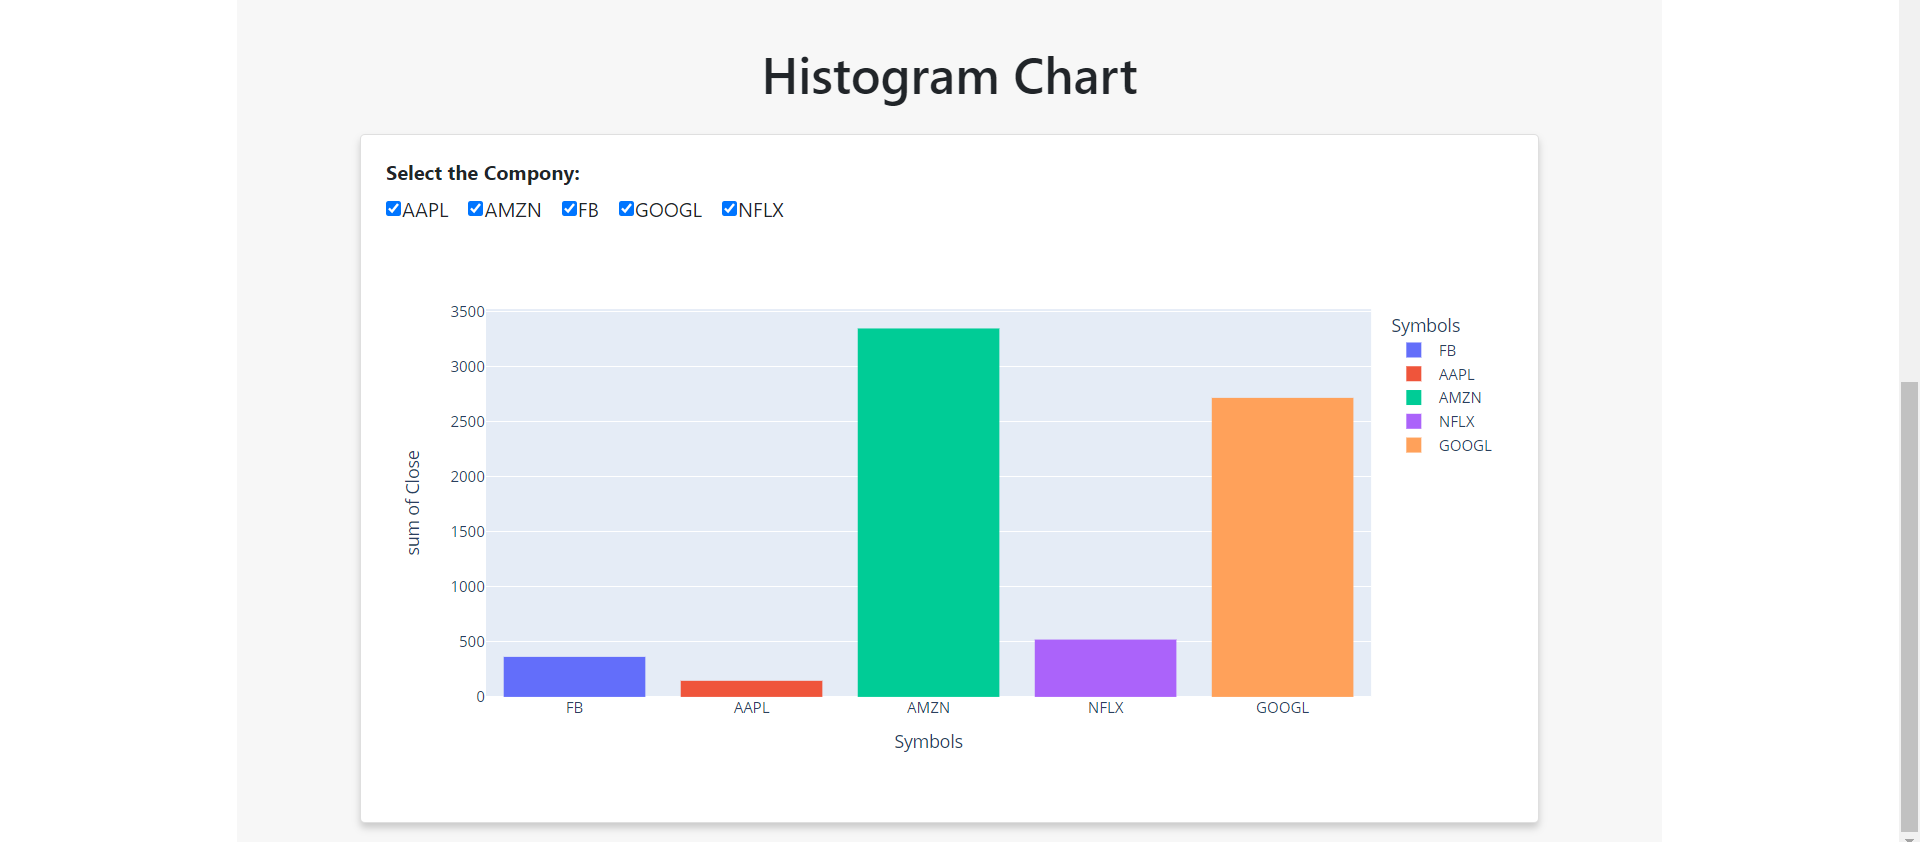 Histogram Chart
Select the Compony:
AAPL AMZN FB GOOGL NFLX
3500
3000
2500
2000
1500
1000
500
0
sum of Close
FB AAPL AMZN NFLX GOOGL
Symbols
Symbols
FB
AAPL
AMZN
NFLX
GOOGL